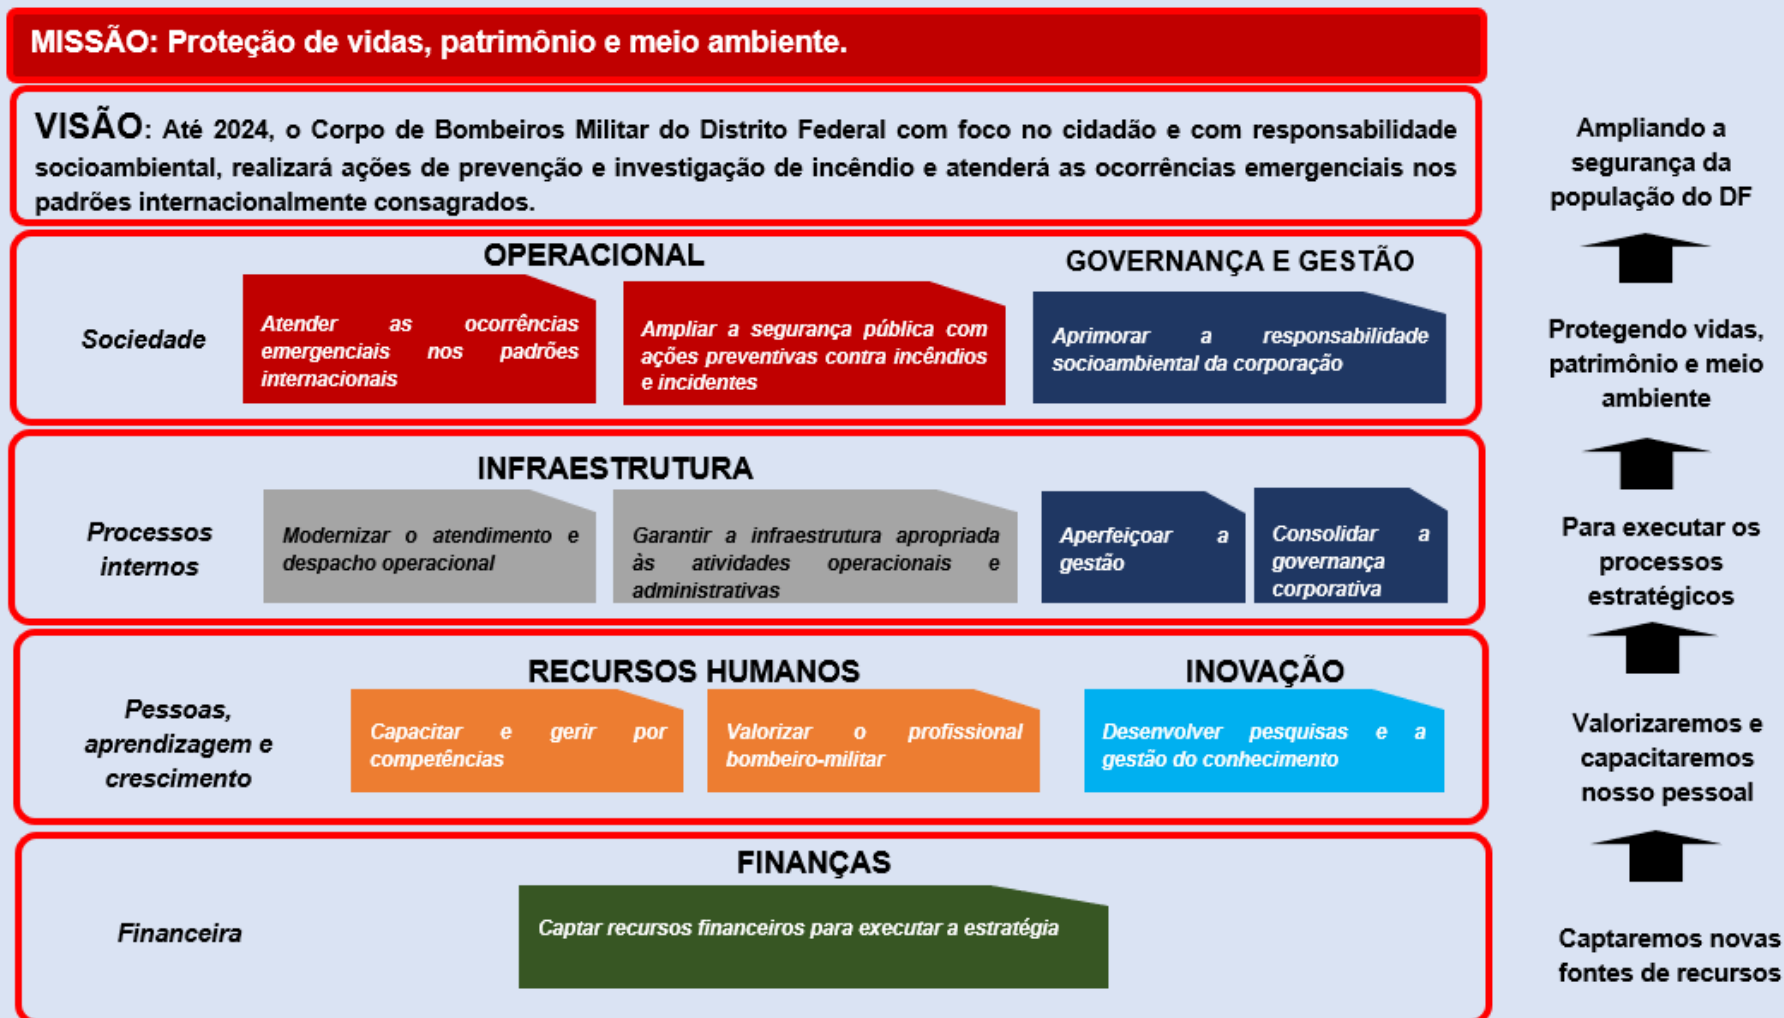 MISSÃO: Proteção de vidas, patrimônio e meio ambiente.
VISÃO: Até 2024, o Corpo de Bombeiros Militar do Distrito Federal com foco no cidadão e com responsabilidade
socioambiental, realizará ações de prevenção e investigação de incêndio e atenderá as ocorrências emergenciais nos
padrões internacionalmente consagrados.
OPERACIONAL
GOVERNANÇA E GESTÃO
Sociedade
Atender as ocorrências
emergenciais nos padrões
internacionais
Ampliar a segurança pública com
ações preventivas contra incêndios
e incidentes
Aprimorar a responsabilidade
socioambiental da corporação
INFRAESTRUTURA
Processos
internos
Modernizar o atendimento e
despacho operacional
Garantir a infraestrutura apropriada
às atividades operacionais e
administrativas
Aperfeiçoar a
gestão
Consolidar a
governança
corporativa
RECURSOS HUMANOS
INOVAÇÃO
Pessoas,
aprendizagem e
crescimento
Capacitar e gerir por
competências
Valorizar o profissional
bombeiro-militar
Desenvolver pesquisas e a
gestão do conhecimento
FINANÇAS
Financeira
Captar recursos financeiros para executar a estratégia
Ampliando a
segurança da
população do DF
Protegendo vidas,
patrimônio e meio
ambiente
Para executar os
processos
estratégicos
Valorizaremos e
capacitaremos
nosso pessoal
Captaremos novas
fontes de recursos